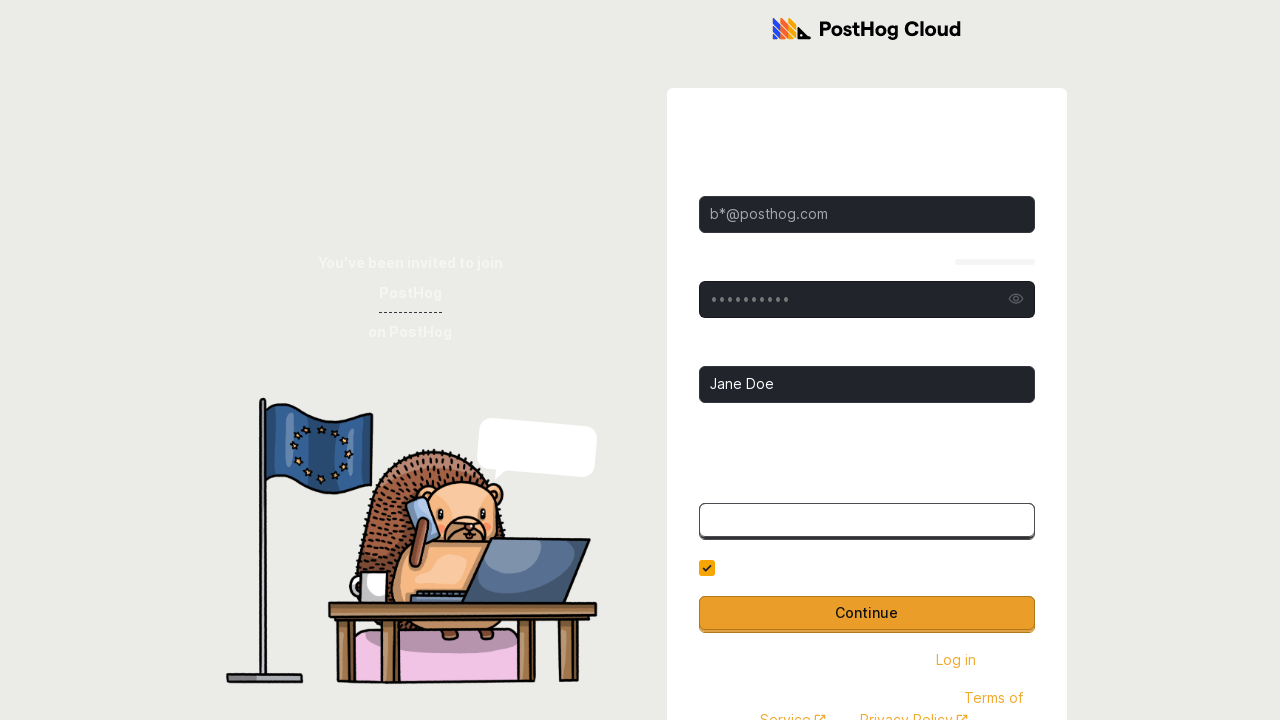 PostHog Cloud
You've been invited to join
PostHog
on PostHog
b*@posthog.com
••••••••••
Jane Doe
Continue
Log in
Terms of
Service
Privacy Policy